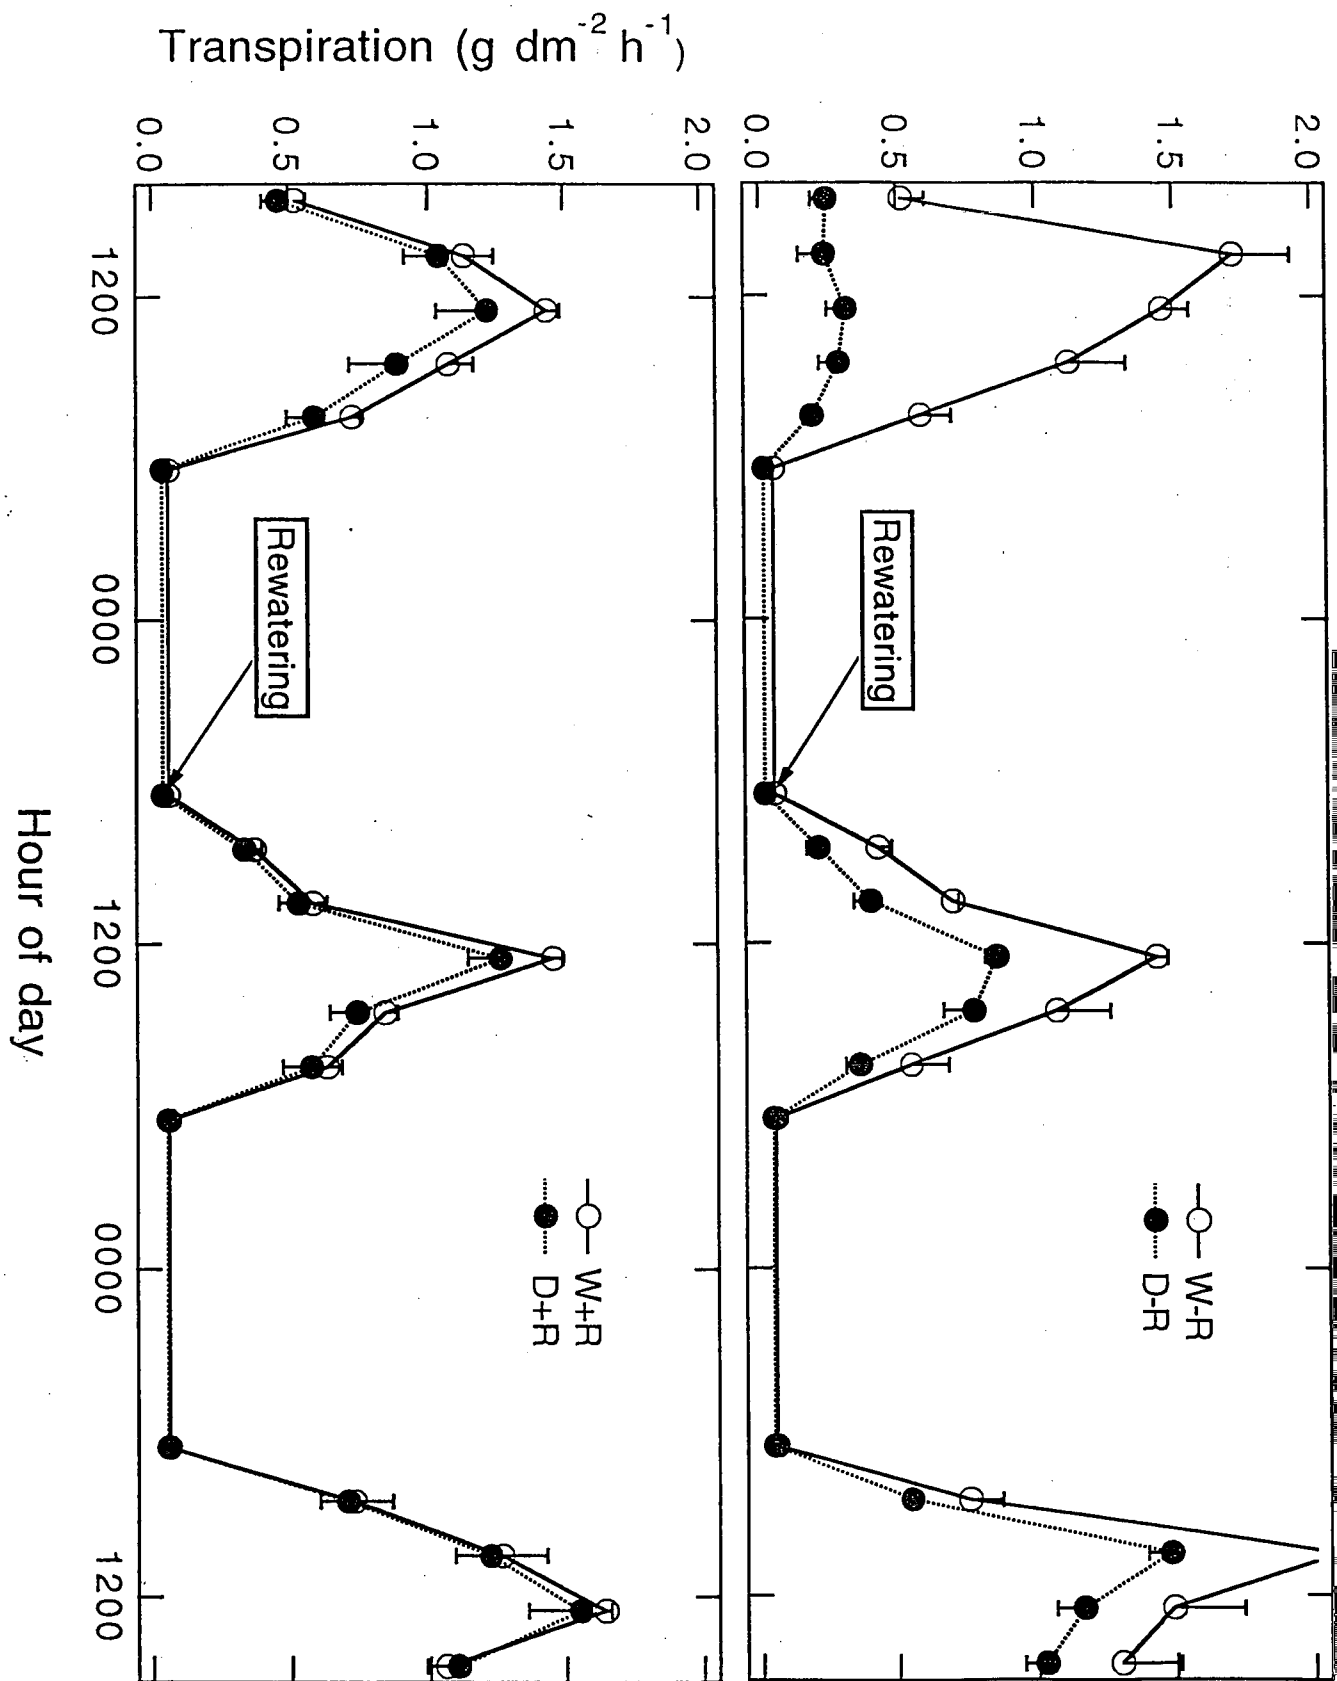 Transpiration (g dm⁻² h⁻¹)
2.0
1.5
1.0
0.5
0.0
Rewatering
W-R
D-R
2.0
1.5
1.0
0.5
0.0
Rewatering
W+R
D+R
1200
0000
1200
0000
1200
Hour of day